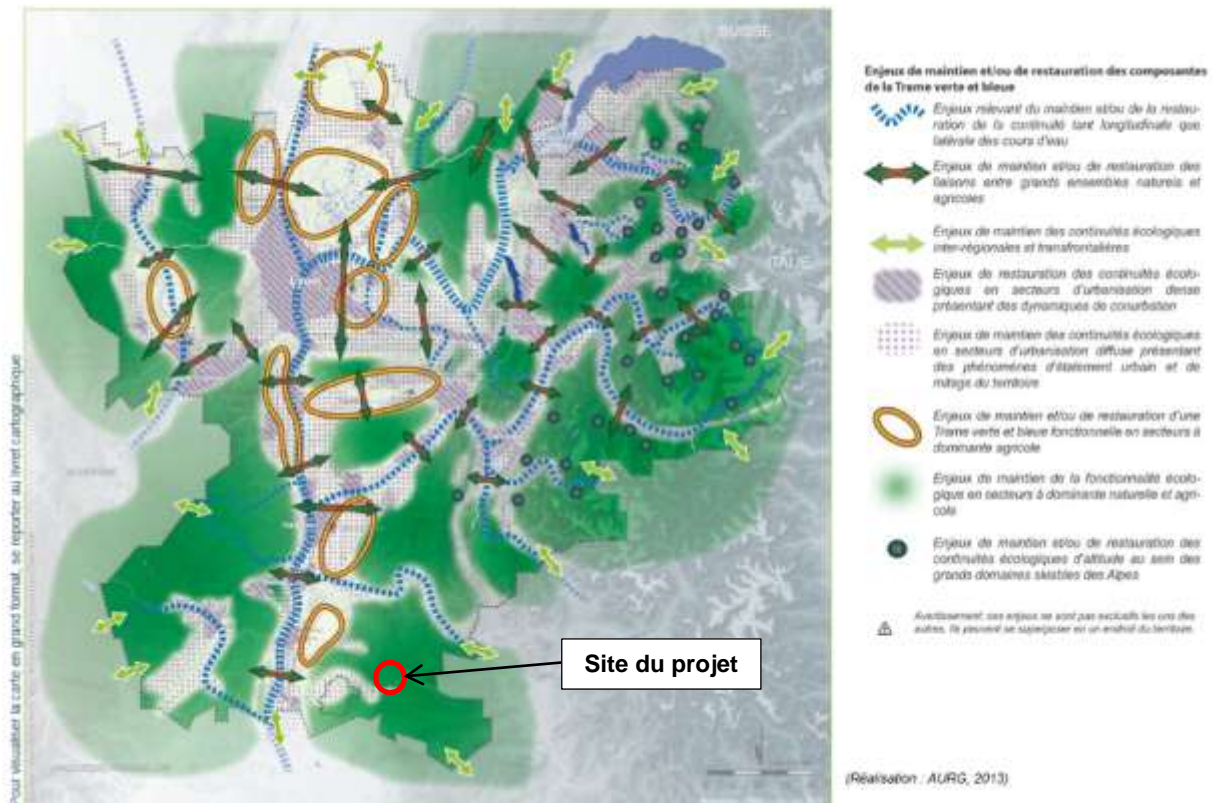 SUISSE
ITALIE
Pour visualiser la carte en grand format, se reporter au livret cartographique
Site du projet
Enjeux de maintien et/ou de restauration des composantes
de la Trame verte et bleue
Enjeux relevant du maintien et/ou de la restau-
ration de la continuité tant longitudinale que
latérale des cours d'eau
Enjeux de maintien et/ou de restauration des
liaisons entre grands ensembles naturels et
agricoles
Enjeux de maintien des continuités écologiques
inter-régionales et transfrontalières
Enjeux de restauration des continuités écolo-
giques en secteurs d'urbanisation dense
présentant des dynamiques de conurbation
Enjeux de maintien des continuités écologiques
en secteurs d'urbanisation diffuse présentant
des phénomènes d'étalement urbain et de
mitage du territoire
Enjeux de maintien et/ou de restauration d'une
Trame verte et bleue fonctionnelle en secteurs à
dominante agricole
Enjeux de maintien de la fonctionnalité écolo-
gique en secteurs à dominante naturelle et agri-
cole
Enjeux de maintien et/ou de restauration des
continuités écologiques d'altitude au sein des
grands domaines skiables des Alpes
Avertissement: ces enjeux ne sont pas exclusifs les uns des
autres. Ils peuvent se superposer en un endroit du territoire.
(Réalisation : AURG, 2013)